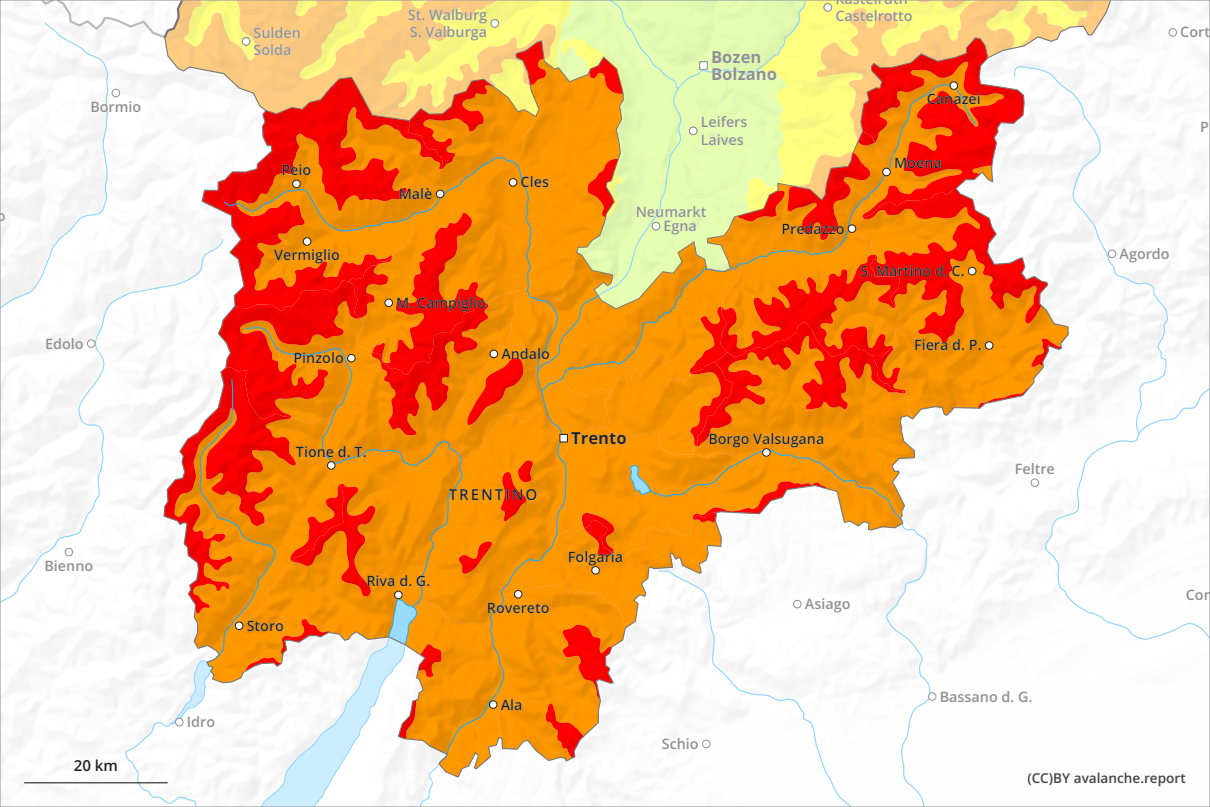 Kastelruth
Castelrotto
St. Walburg
S. Valburga
Sulden
Solda
Bozen
Bolzano
Bormio
Canazei
Leifers
Laives
Moena
Peio
Malè
Cles
Neumarkt
Egna
Predazzo
Vermiglio
Agordo
S. Martino d. C.
M. Campiglio
Edolo
Pinzolo
Andalo
Fiera d. P.
Trento
Borgo Valsugana
Tione d. T.
Feltre
TRENTINO
Bienno
Folgaria
Riva d. G.
Rovereto
Asiago
Storo
Bassano d. G.
Ala
Idro
Schio
20 km
(CC)BY avalanche.report